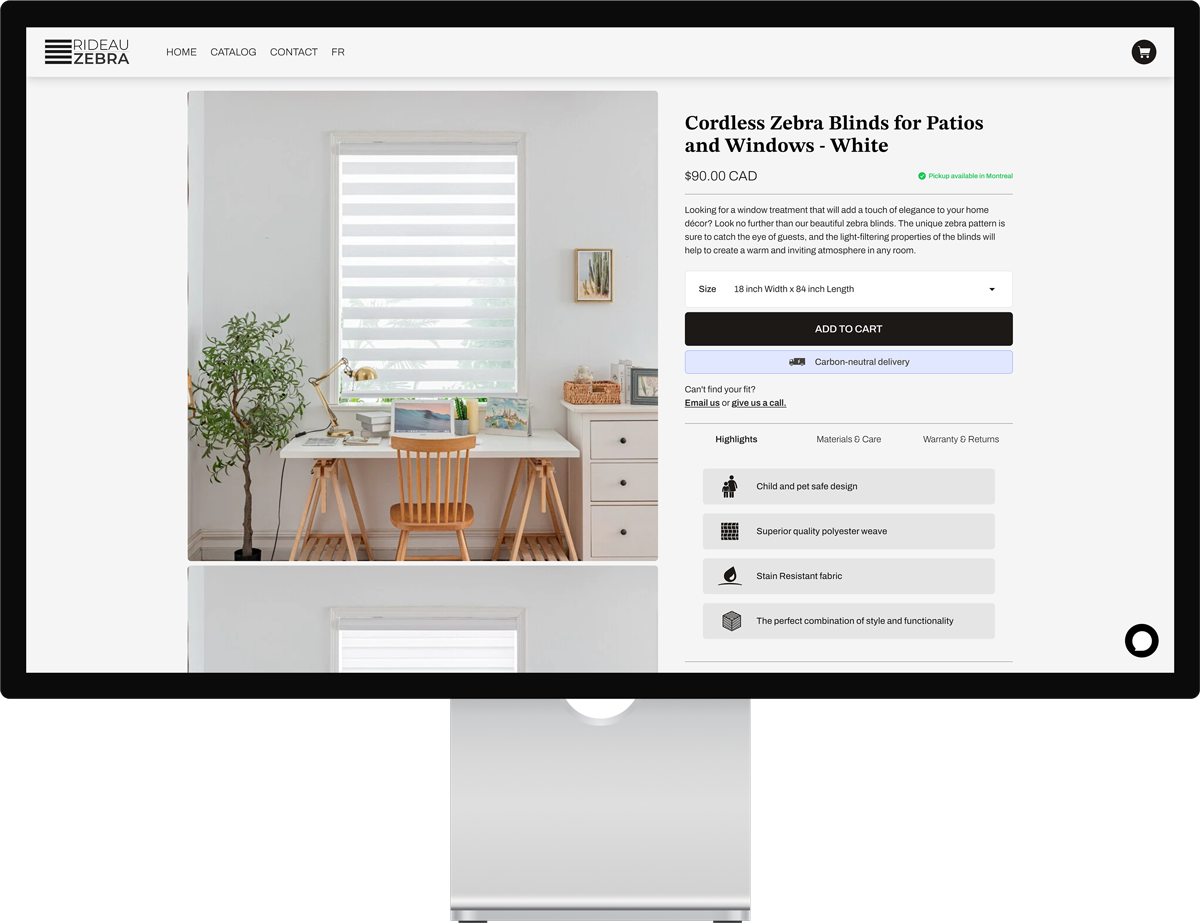 RIDEAU
ZEBRA
HOME CATALOG CONTACT FR
Cordless Zebra Blinds for Patios
and Windows - White
$90.00 CAD
Pickup available in Montreal
Looking for a window treatment that will add a touch of elegance to your home
décor? Look no further than our beautiful zebra blinds. The unique zebra pattern is
sure to catch the eye of guests, and the light-filtering properties of the blinds will
help to create a warm and inviting atmosphere in any room.
Size 18 inch Width x 84 inch Length
ADD TO CART
Carbon-neutral delivery
Can't find your fit?
Email us or give us a call.
Highlights Materials & Care Warranty & Returns
Child and pet safe design
Superior quality polyester weave
Stain Resistant fabric
The perfect combination of style and functionality